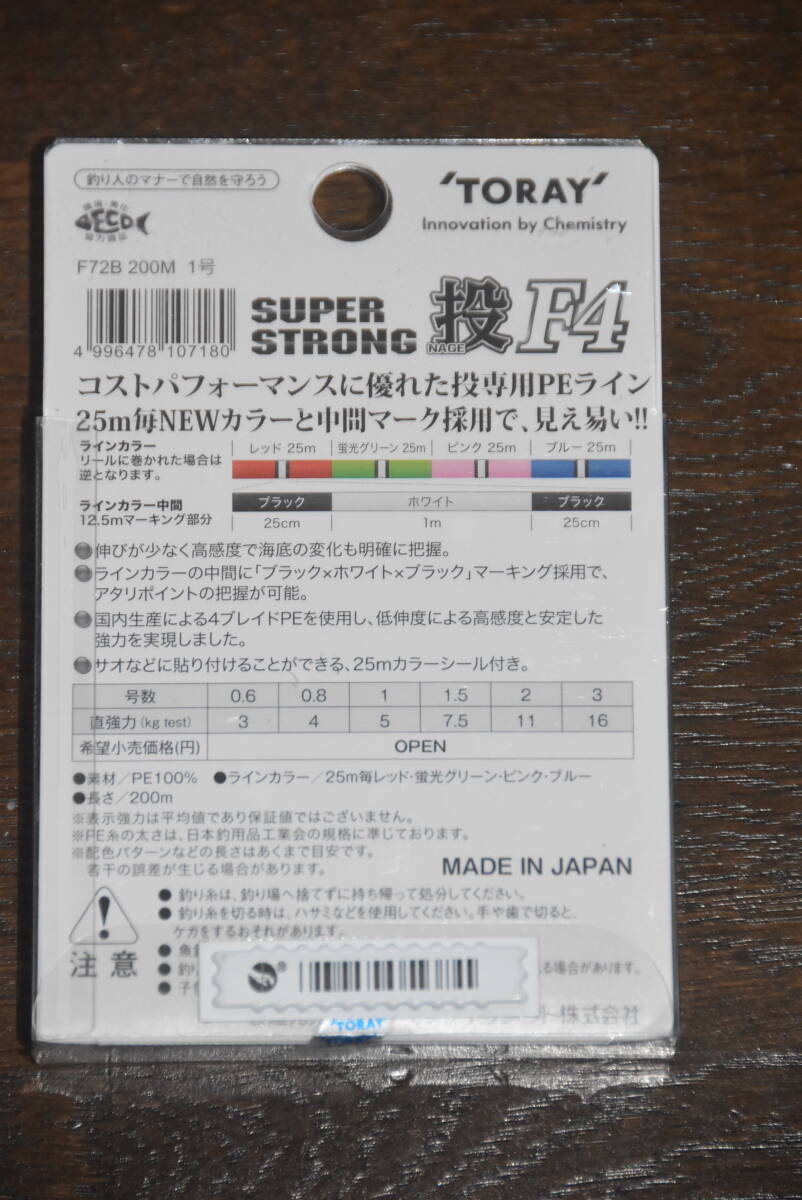 釣り人のマナーで自然を守ろう
'TORAY'
Innovation by Chemistry
環境・美化
ECO
協力商品
F72B 200M 1号
4 996478 107180
SUPER STRONG 投 NAGE F4
コストパフォーマンスに優れた投専用PEライン
25m毎NEWカラーと中間マーク採用で、見え易い!!
ラインカラー
リールに巻かれた場合は
逆となります。
レッド 25m 蛍光グリーン 25m ピンク 25m ブルー 25m
ラインカラー中間
12.5mマーキング部分
ブラック ホワイト ブラック
25cm 1m 25cm
伸びが少なく高感度で海底の変化も明確に把握。
ラインカラーの中間に「ブラック×ホワイト×ブラック」マーキング採用で、
アタリポイントの把握が可能。
国内生産による4ブレイドPEを使用し、低伸度による高感度と安定した
強力を実現しました。
サオなどに貼り付けることができる、25mカラーシール付き。
号数 0.6 0.8 1 1.5 2 3
直強力(kg test) 3 4 5 7.5 11 16
希望小売価格(円) OPEN
●素材/PE100% ●ラインカラー/25m毎レッド・蛍光グリーン・ピンク・ブルー
●長さ/200m
※表示強力は平均値であり保証値ではございません。
※PE糸の太さは、日本釣用品工業会の規格に準じております。
※配色パターンなどの長さはあくまで目安です。
若干の誤差が生じる場合があります。
MADE IN JAPAN
注意
● 釣り糸は、釣り場へ捨てずに持ち帰って処分してください。
● 釣り糸を切る時は、ハサミなどを使用してください。手や歯で切ると、
ケガをするおそれがあります。
● 魚
● 釣り る場合があります。
● 子
株式会社
'TORAY'